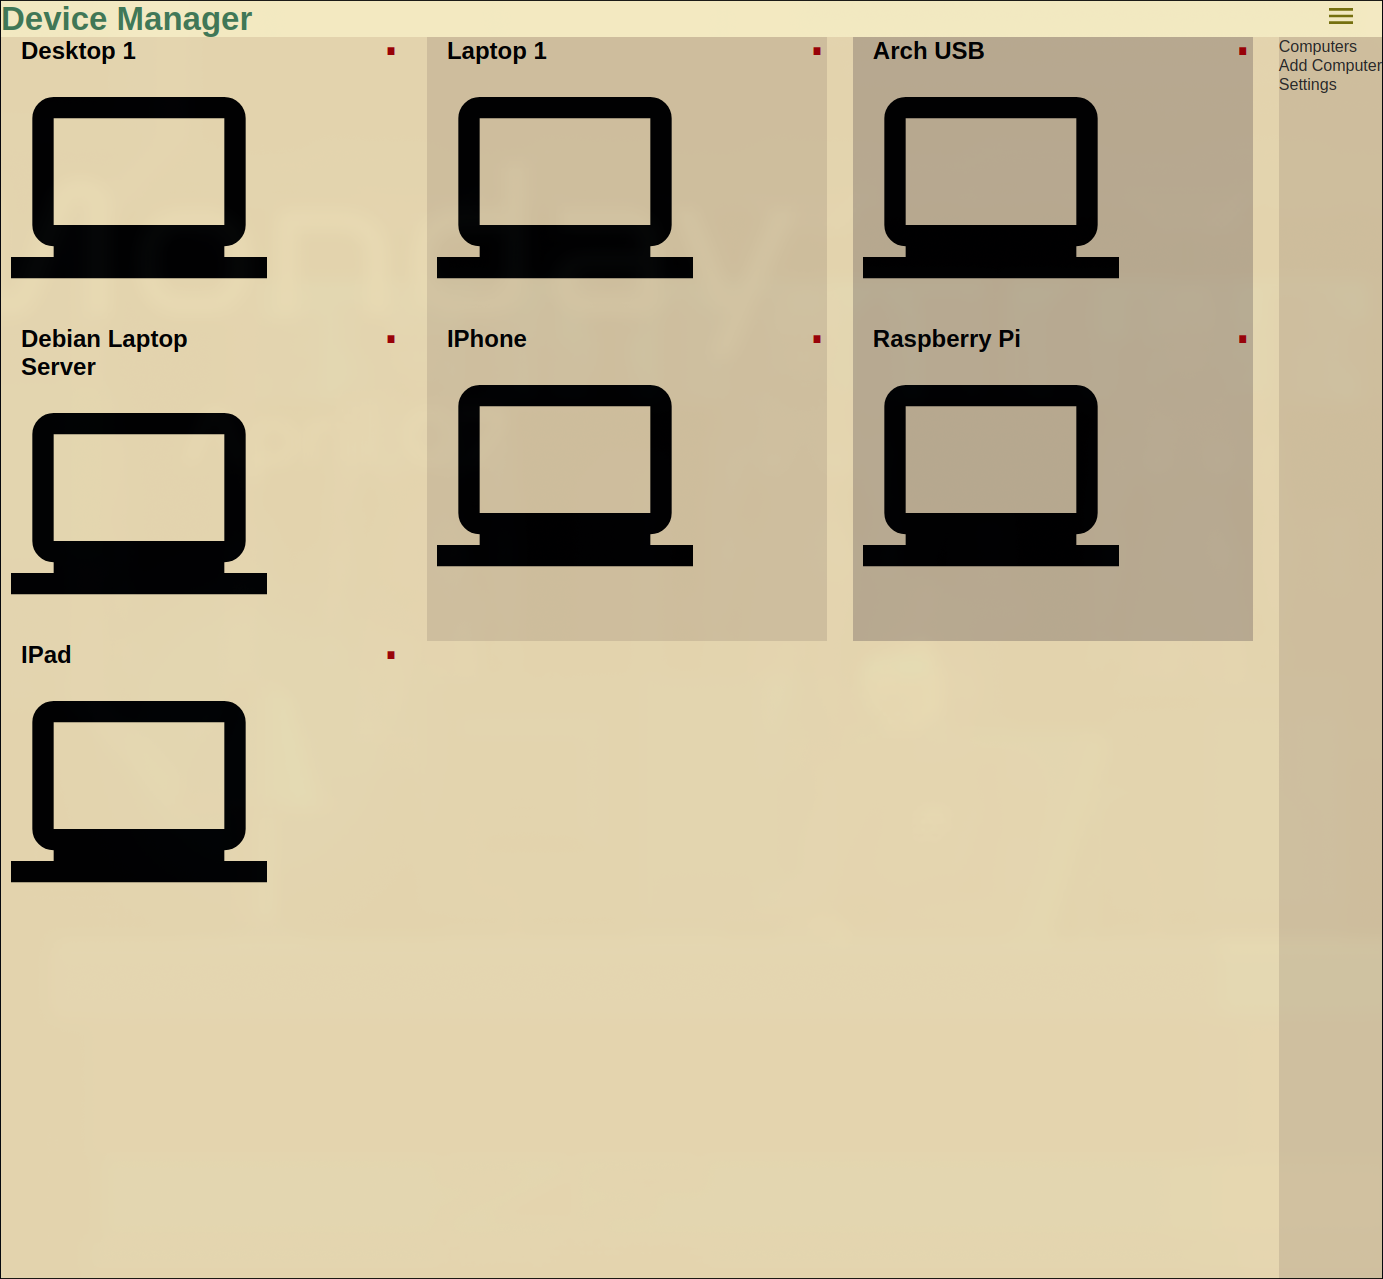 Device Manager
Desktop 1
Laptop 1
Arch USB
Computers
Add Computer
Settings
Debian Laptop
Server
IPhone
Raspberry Pi
IPad